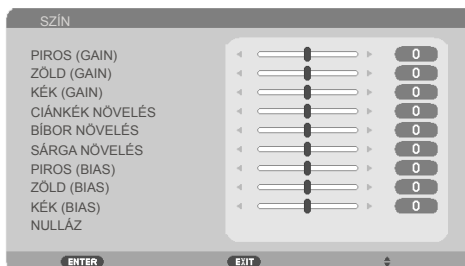 SZÍN
PIROS (GAIN) 0
ZÖLD (GAIN) 0
KÉK (GAIN) 0
CIÁNKÉK NÖVELÉS 0
BÍBOR NÖVELÉS 0
SÁRGA NÖVELÉS 0
PIROS (BIAS) 0
ZÖLD (BIAS) 0
KÉK (BIAS) 0
NULLÁZ
ENTER EXIT